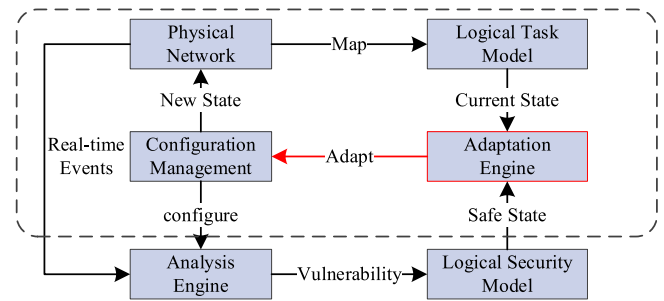 Physical
Network
Map
Logical Task
Model
New State
Current State
Real-time
Events
Configuration
Management
Adapt
Adaptation
Engine
configure
Safe State
Analysis
Engine
Vulnerability
Logical Security
Model